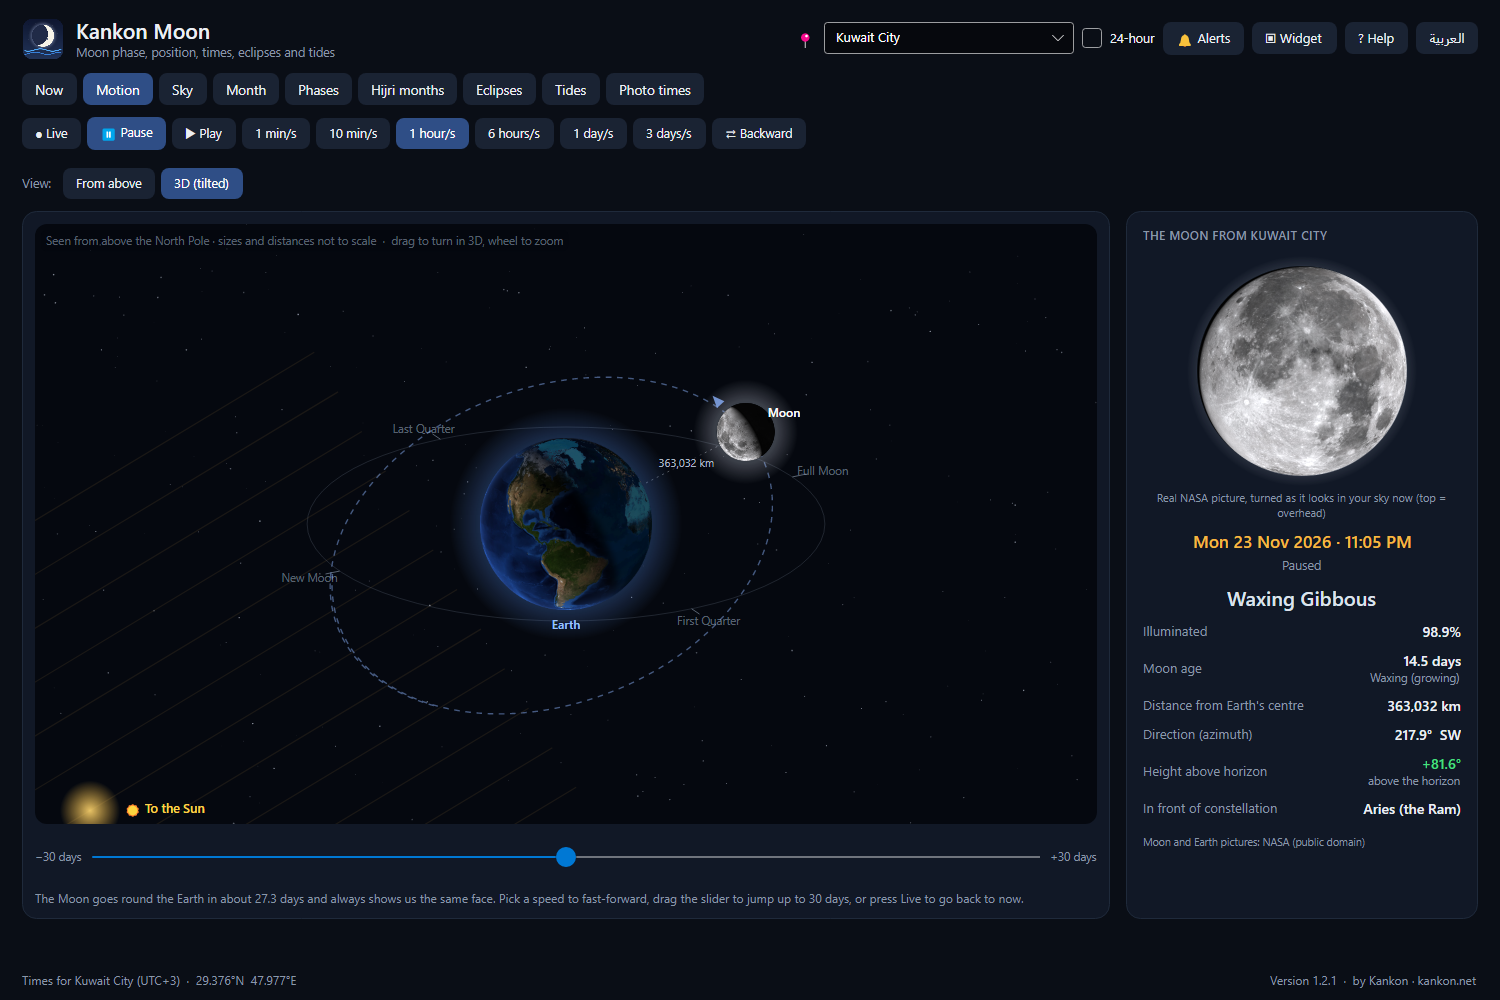 Kankon Moon
Moon phase, position, times, eclipses and tides
Kuwait City
24-hour
Alerts
Widget
? Help
العربية
Now
Motion
Sky
Month
Phases
Hijri months
Eclipses
Tides
Photo times
● Live
Pause
▶ Play
1 min/s
10 min/s
1 hour/s
6 hours/s
1 day/s
3 days/s
⇄ Backward
View:
From above
3D (tilted)
Seen from above the North Pole · sizes and distances not to scale · drag to turn in 3D, wheel to zoom
Moon
Last Quarter
363,032 km
Full Moon
New Moon
First Quarter
Earth
To the Sun
−30 days
+30 days
The Moon goes round the Earth in about 27.3 days and always shows us the same face. Pick a speed to fast-forward, drag the slider to jump up to 30 days, or press Live to go back to now.
THE MOON FROM KUWAIT CITY
Real NASA picture, turned as it looks in your sky now (top =
overhead)
Mon 23 Nov 2026 · 11:05 PM
Paused
Waxing Gibbous
Illuminated 98.9%
Moon age 14.5 days
Waxing (growing)
Distance from Earth's centre 363,032 km
Direction (azimuth) 217.9° SW
Height above horizon +81.6°
above the horizon
In front of constellation Aries (the Ram)
Moon and Earth pictures: NASA (public domain)
Times for Kuwait City (UTC+3) · 29.376°N 47.977°E
Version 1.2.1 · by Kankon · kankon.net